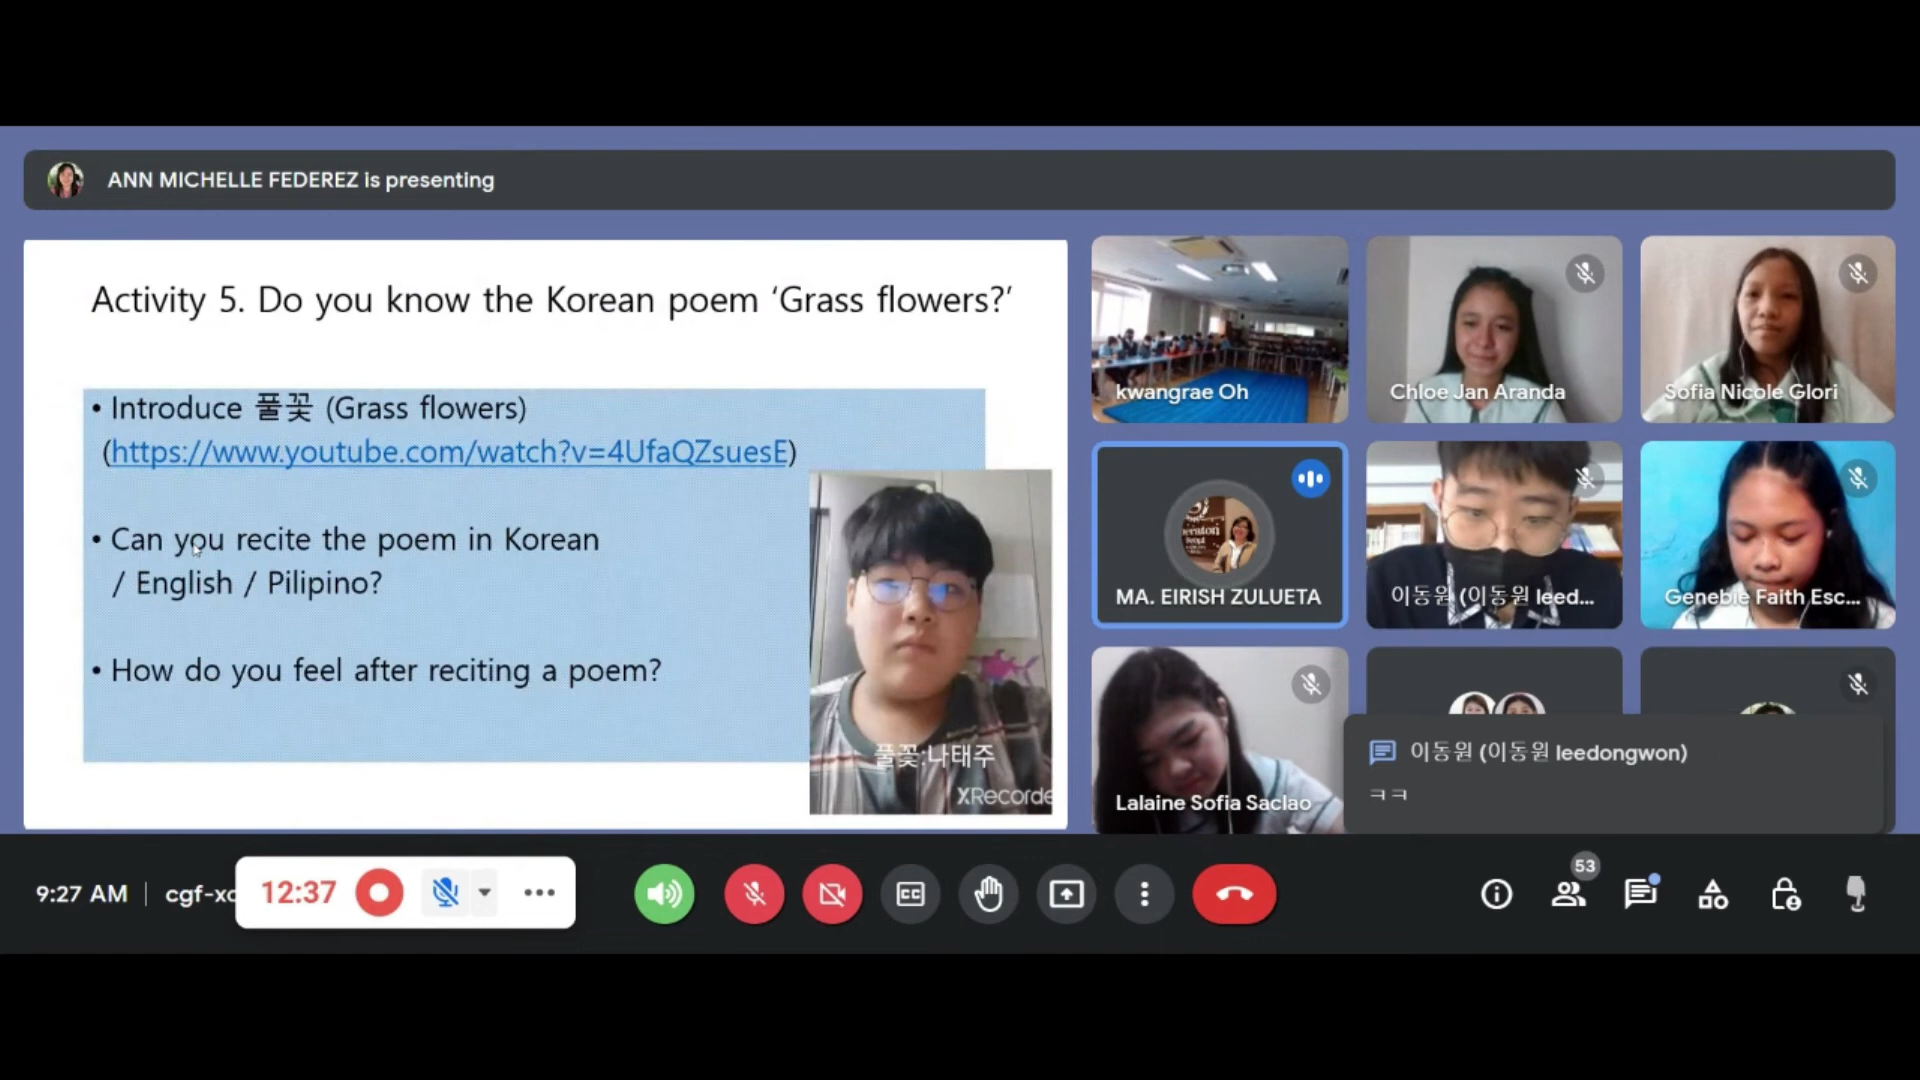 ANN MICHELLE FEDEREZ is presenting
Activity 5. Do you know the Korean poem ‘Grass flowers?’
• Introduce 풀꽃 (Grass flowers)
(https://www.youtube.com/watch?v=4UfaQZsuesE)
• Can you recite the poem in Korean
/ English / Pilipino?
• How do you feel after reciting a poem?
풀꽃:나태주
XRecorde
kwangrae Oh
Chloe Jan Aranda
Sofia Nicole Glori
MA. EIRISH ZULUETA
이동원 (이동원 leed...
Genebie Faith Esc...
Lalaine Sofia Saclao
이동원 (이동원 leedongwon)
ㅋㅋ
9:27 AM
cgf-xc
12:37
CC
53